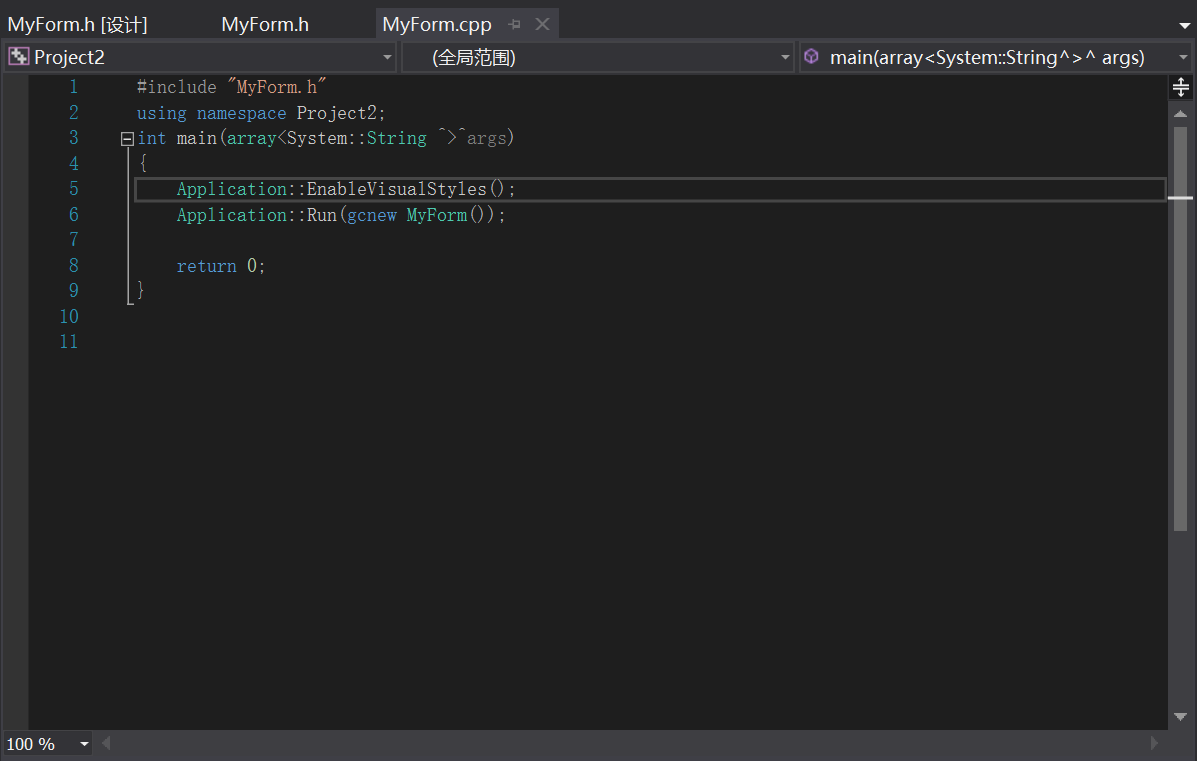 MyForm.h [设计] MyForm.h MyForm.cpp
Project2 (全局范围) main(array<System::String^>^ args)
1 #include "MyForm.h"
2 using namespace Project2;
3 int main(array<System::String ^>^args)
4 {
5 Application::EnableVisualStyles();
6 Application::Run(gcnew MyForm());
7
8 return 0;
9 }
10
11
100 %